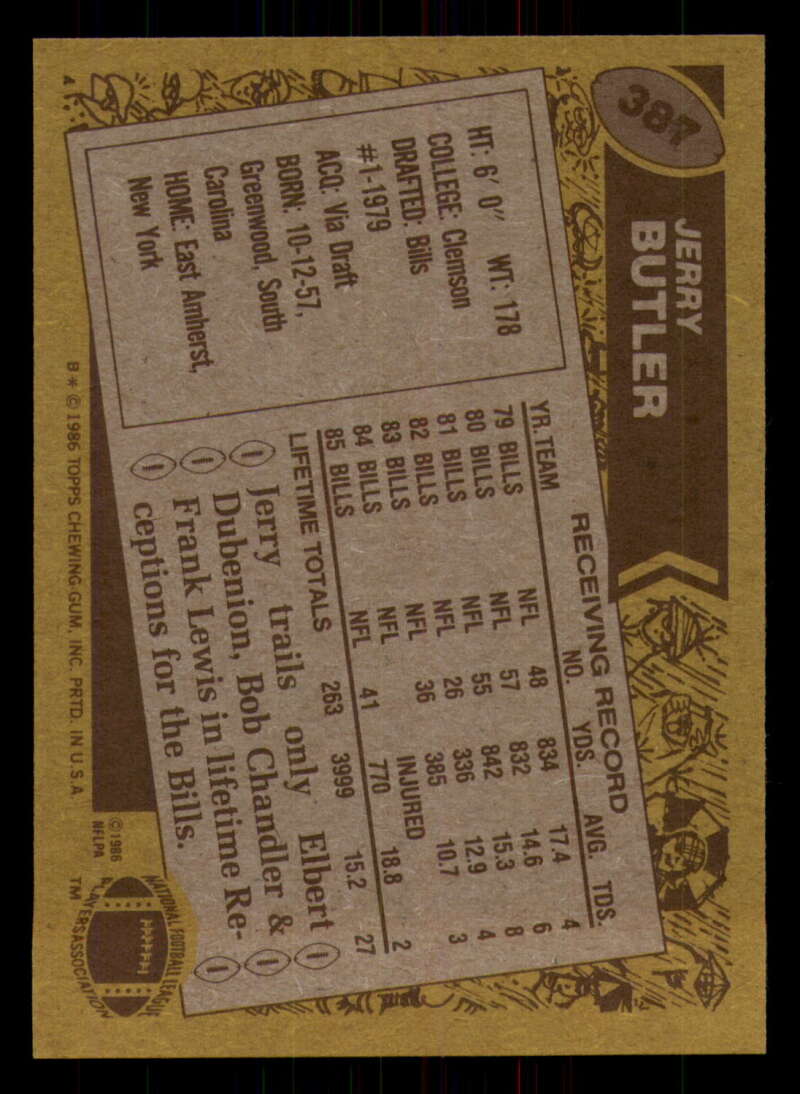 387
JERRY
BUTLER
HT: 6' 0" WT: 178
COLLEGE: Clemson
DRAFTED: Bills
#1-1979
ACQ: Via Draft
BORN: 10-12-57,
Greenwood, South
Carolina
HOME: East Amherst,
New York
RECEIVING RECORD
YR. TEAM NO. YDS. AVG. TDS.
79 BILLS NFL 48 834 17.4 4
80 BILLS NFL 57 832 14.6 6
81 BILLS NFL 55 842 15.3 8
82 BILLS NFL 26 336 12.9 4
83 BILLS NFL 36 385 10.7 3
84 BILLS NFL INJURED
85 BILLS NFL 41 770 18.8 2
LIFETIME TOTALS 263 3999 15.2 27
Jerry trails only Elbert
Dubenion, Bob Chandler &
Frank Lewis in lifetime Re-
ceptions for the Bills.
© 1986
NFLPA
NATIONAL FOOTBALL LEAGUE
PLAYERS ASSOCIATION
TM
A
B * © 1986 TOPPS CHEWING GUM, INC. PRTD. IN U.S.A.